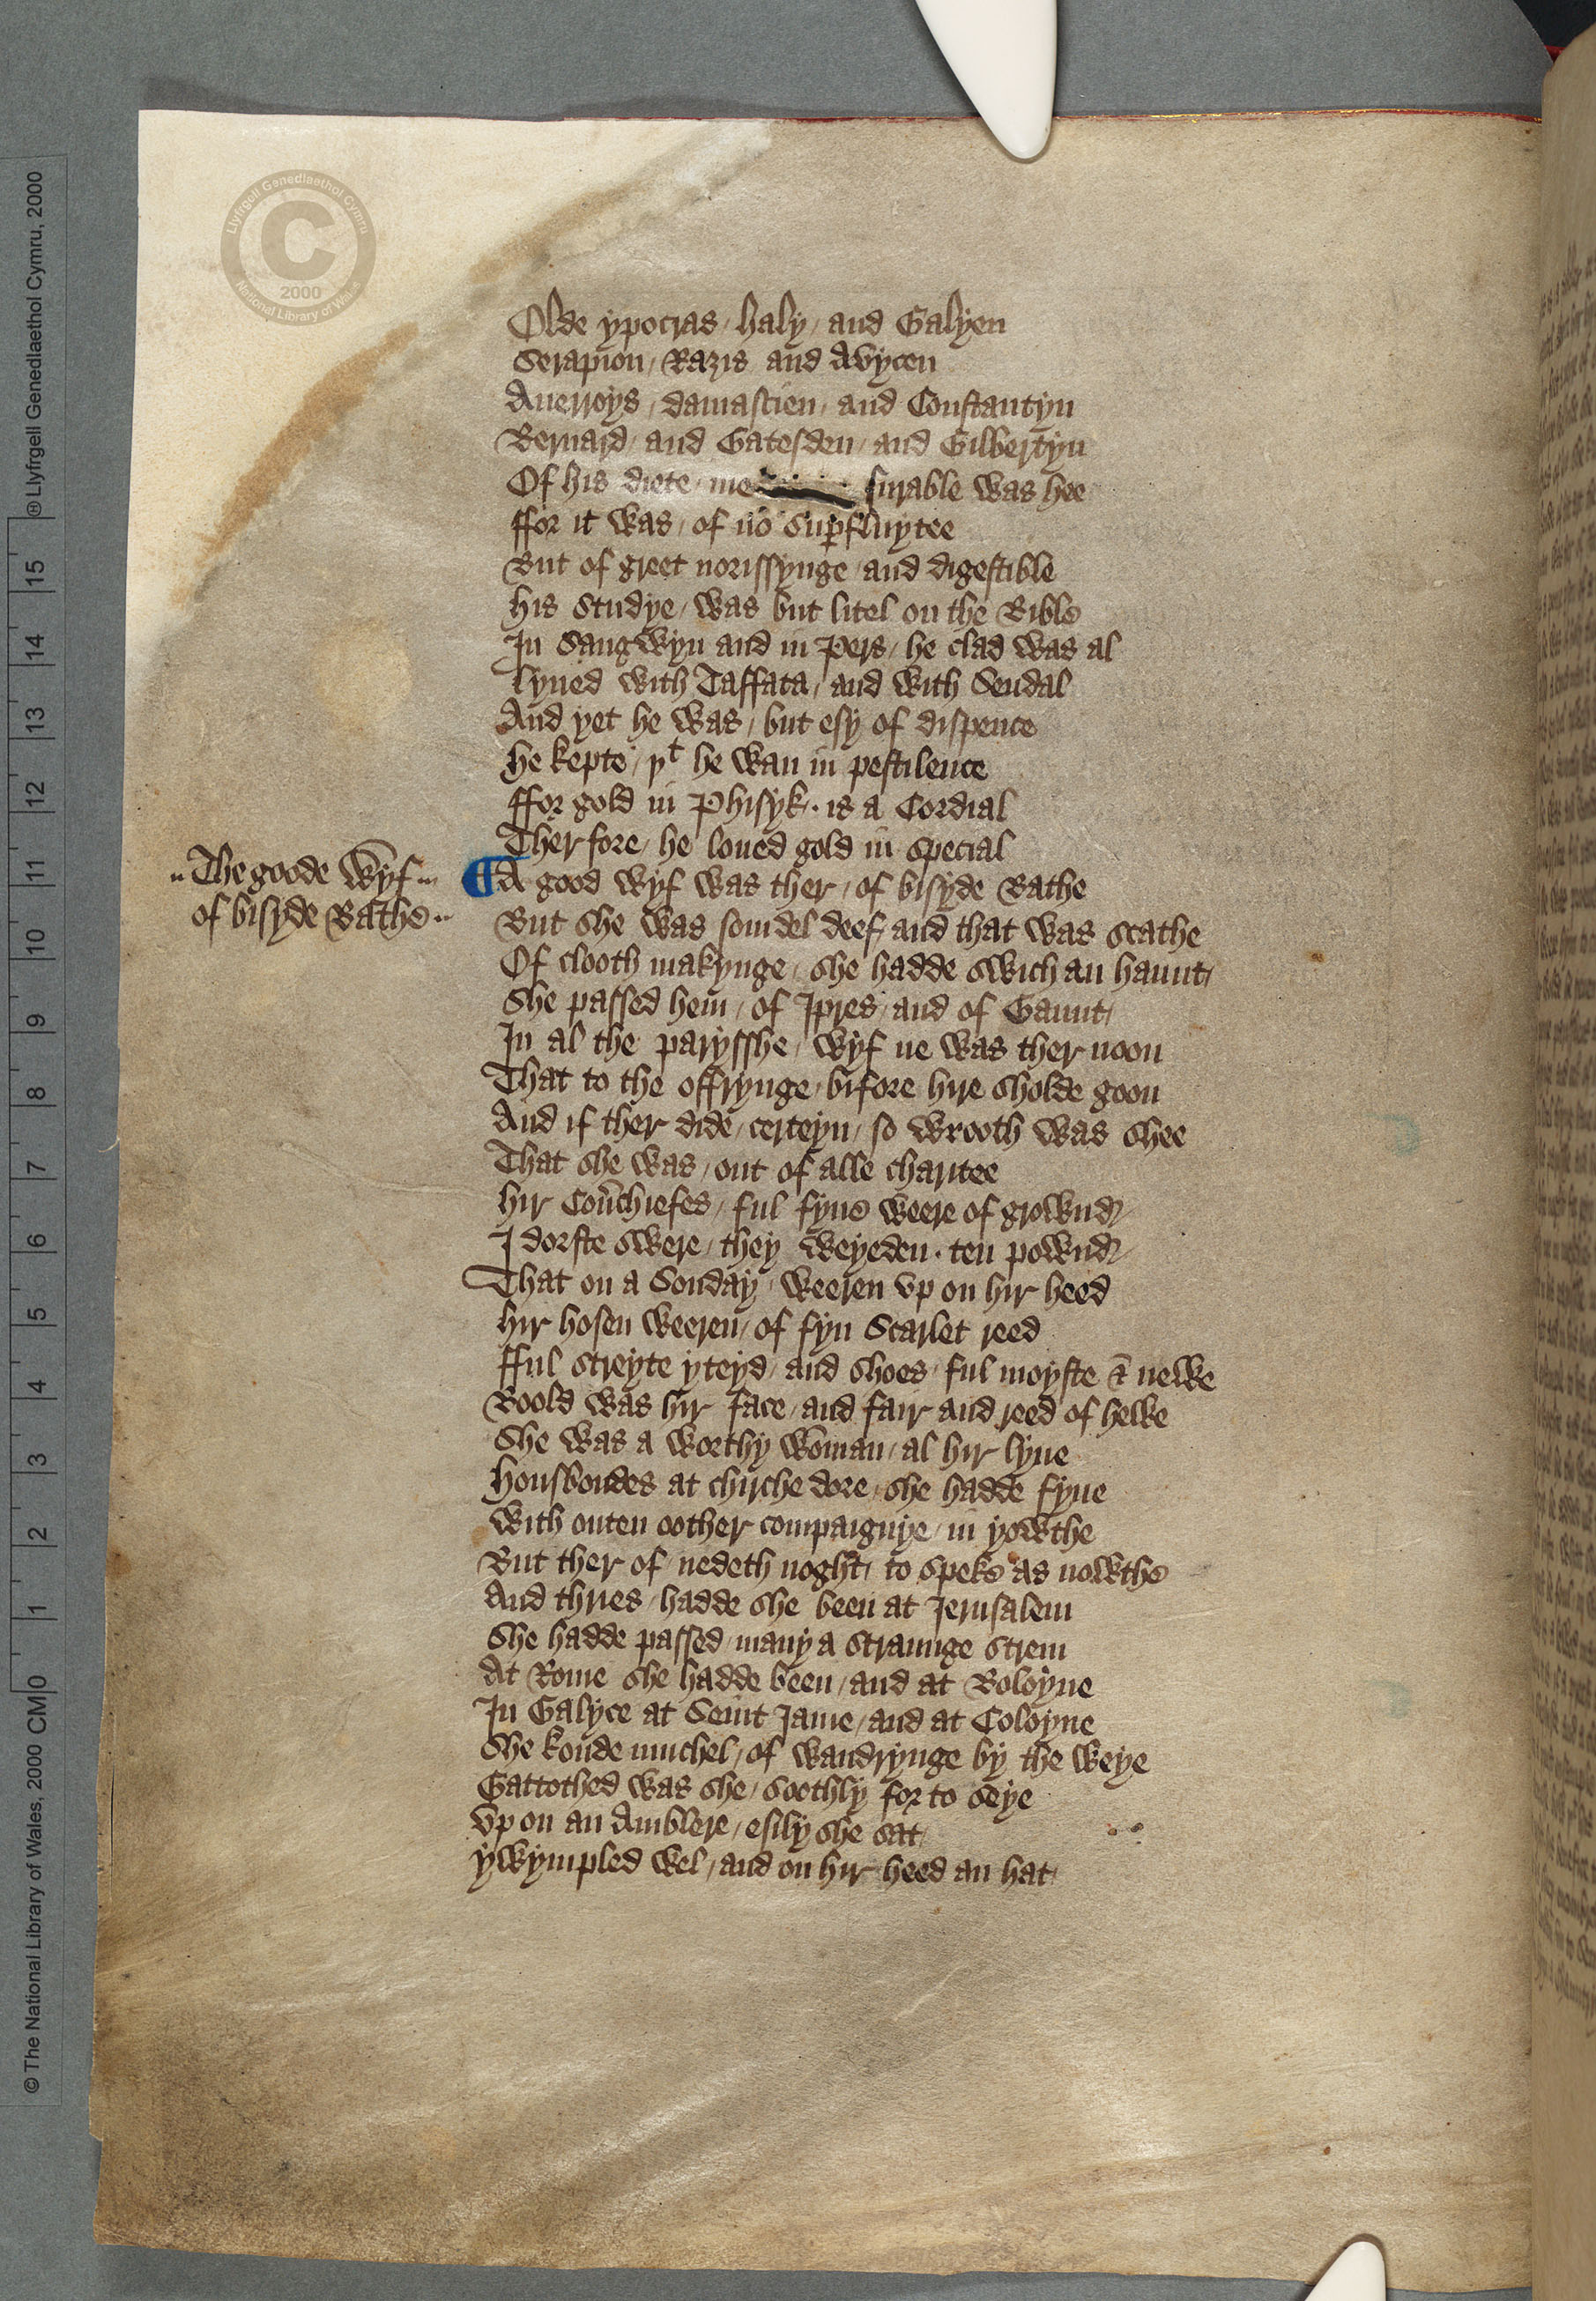 Olde ypocras / haly / and Galyen
Serapion / Razis and Avycen
Auerroys / damascien / and Constantyn
Bernard / and Gatesden / and Gilbertyn
Of his diete / me surable was hee
ffor it was / of no supfluytee
But of greet norissynge / and digestible
his studye / was but litel on the Bible
In Sangwyn and in Pers / he clad was al
lyned with Taffata / and with Sendal
And yet he was / but esy of dispence
he kepte / yt he wan in pestilence
ffor gold in Phisyk · is a Cordial
Ther fore / he loued gold in special
¶ A good wyf was ther / of bisyde Bathe
.. The goode Wyf ..
of bisyde Bathe ..
But she was somdel deef / and that was scathe
Of clooth makynge / she hadde swich an haunt /
She passed hem / of Ipres / and of Gaunt /
In al the parysshe / wyf ne was ther noon
That to the offrynge / bifore hire sholde goon
And if ther dide / certeyn / so wrooth was shee
That she was / out of alle charitee
hir Cou̅chiefes / ful fyne weere of grownd
I dorste swere / they weyeden · ten pownd
That on a Sonday / weeren vp on hir heed
hir hosen weeren / of fyn Scarlet reed
fful streyte yteyd / and shoes / ful moyste & newe
Boold was hir face / and fair and reed of hewe
She was a worthy womman / al hir lyue
housbondes at chirche dore / she hadde fyue
With outen oother compaignye / in yowthe
But ther of nedeth noght / to speke as nowthe
And thries / hadde she been at Jerusalem
She hadde passed / many a straunge strem
At Rome she hadde been / and at Boloyne
In Galyce at Seint Jame / and at Coloyne
She koude muchel / of wandrynge by the weye
Gattothed was she / soothly for to seye
Vp on an Amblere / esily she sat /
ywympled wel / and on hir heed an hat /
Llyfrgell Genedlaethol Cymru
C
2000
National Library of Wales
© The National Library of Wales, 2000 CM 0 1 2 3 4 5 6 7 8 9 10 11 12 13 14 15 ® Llyfrgell Genedlaethol Cymru, 2000